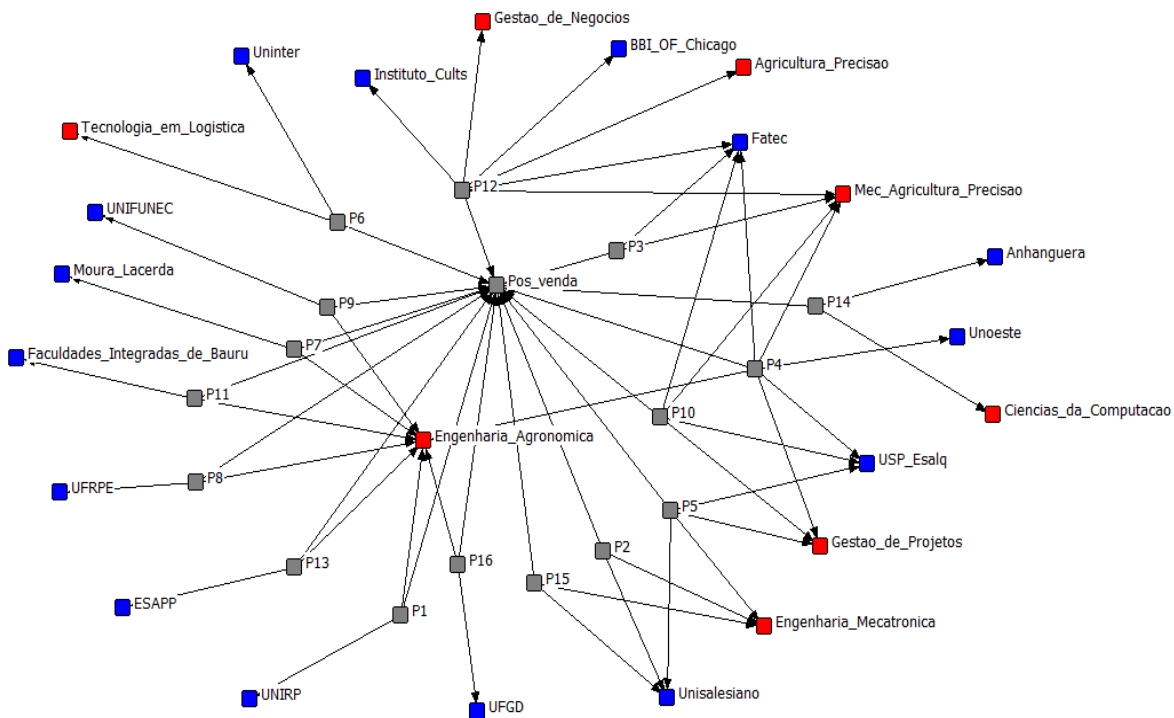 Gestao_de_Negocios
BBI_OF_Chicago
Uninter
Agricultura_Precisao
Instituto_Cults
Tecnologia_em_Logistica
Fatec
P12
Mec_Agricultura_Precisao
UNIFUNEC
P6
P3
Anhanguera
Moura_Lacerda
Pos_venda
P9
P14
Unoeste
Faculdades_Integradas_de_Bauru
P7
P4
P11
P10
Ciencias_da_Computacao
Engenharia_Agronomica
USP_Esalq
UFRPE
P8
P5
Gestao_de_Projetos
P2
P13
P16
P15
ESAPP
P1
Engenharia_Mecatronica
UNIRP
UFGD
Unisalesiano